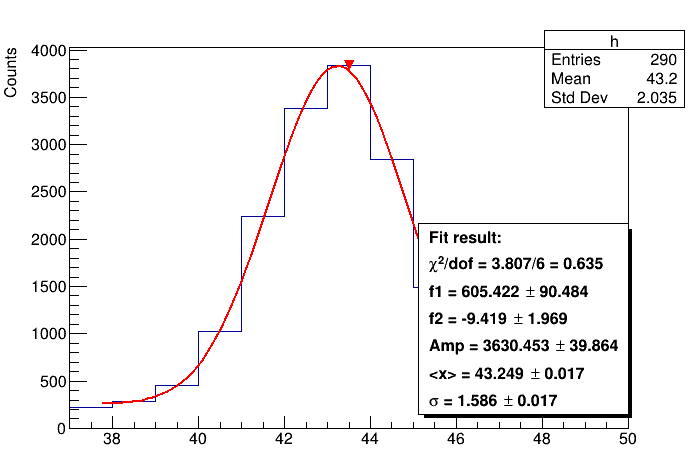 h
Entries 290
Mean 43.2
Std Dev 2.035
Counts
4000
3500
3000
2500
2000
1500
1000
500
0
Fit result:
χ²/dof = 3.807/6 = 0.635
f1 = 605.422 ± 90.484
f2 = -9.419 ± 1.969
Amp = 3630.453 ± 39.864
<x> = 43.249 ± 0.017
σ = 1.586 ± 0.017
38 40 42 44 46 48 50